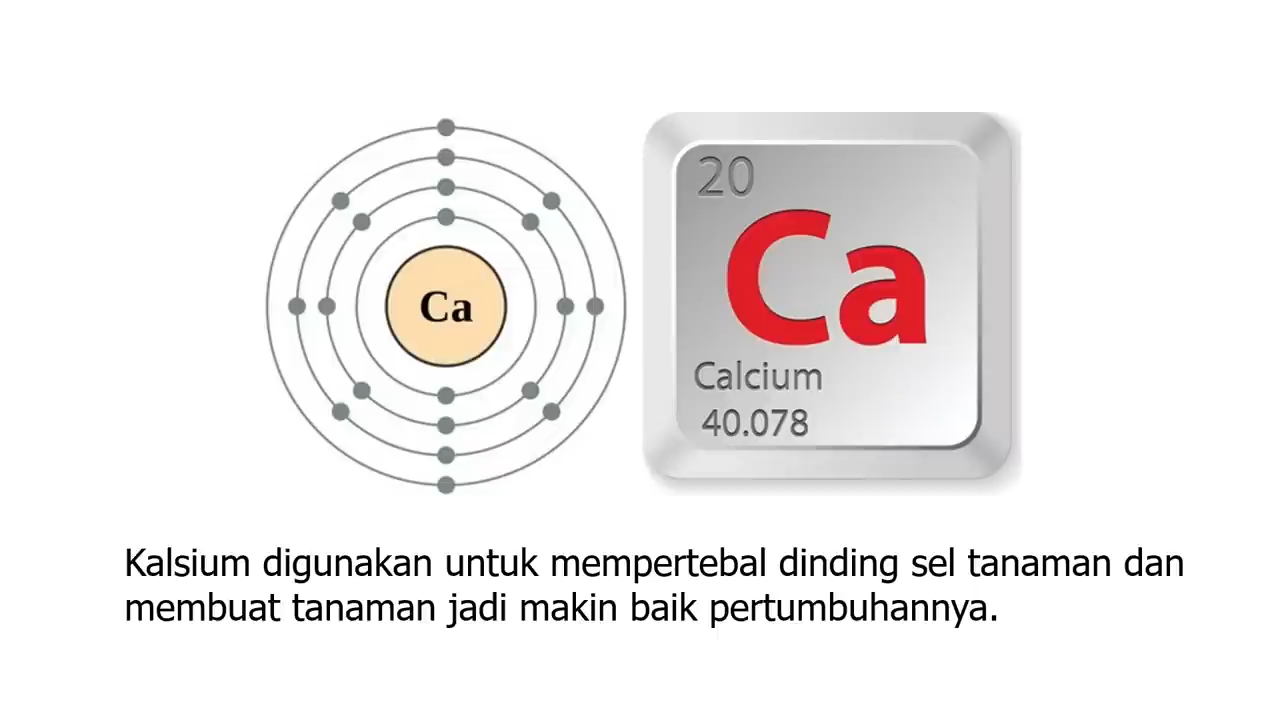 Ca
20
Ca
Calcium
40.078
Kalsium digunakan untuk mempertebal dinding sel tanaman dan
membuat tanaman jadi makin baik pertumbuhannya.